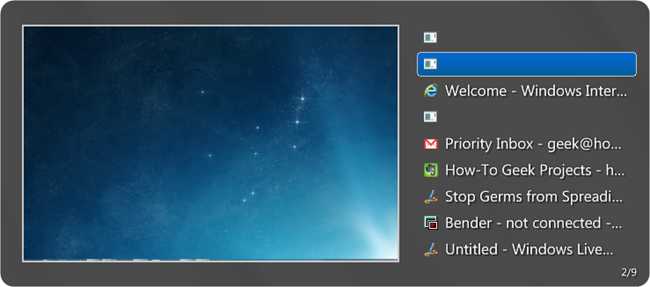 Welcome - Windows Inter...
Priority Inbox - geek@ho...
How-To Geek Projects - h...
Stop Germs from Spreadi...
Bender - not connected -...
Untitled - Windows Live...
2/9